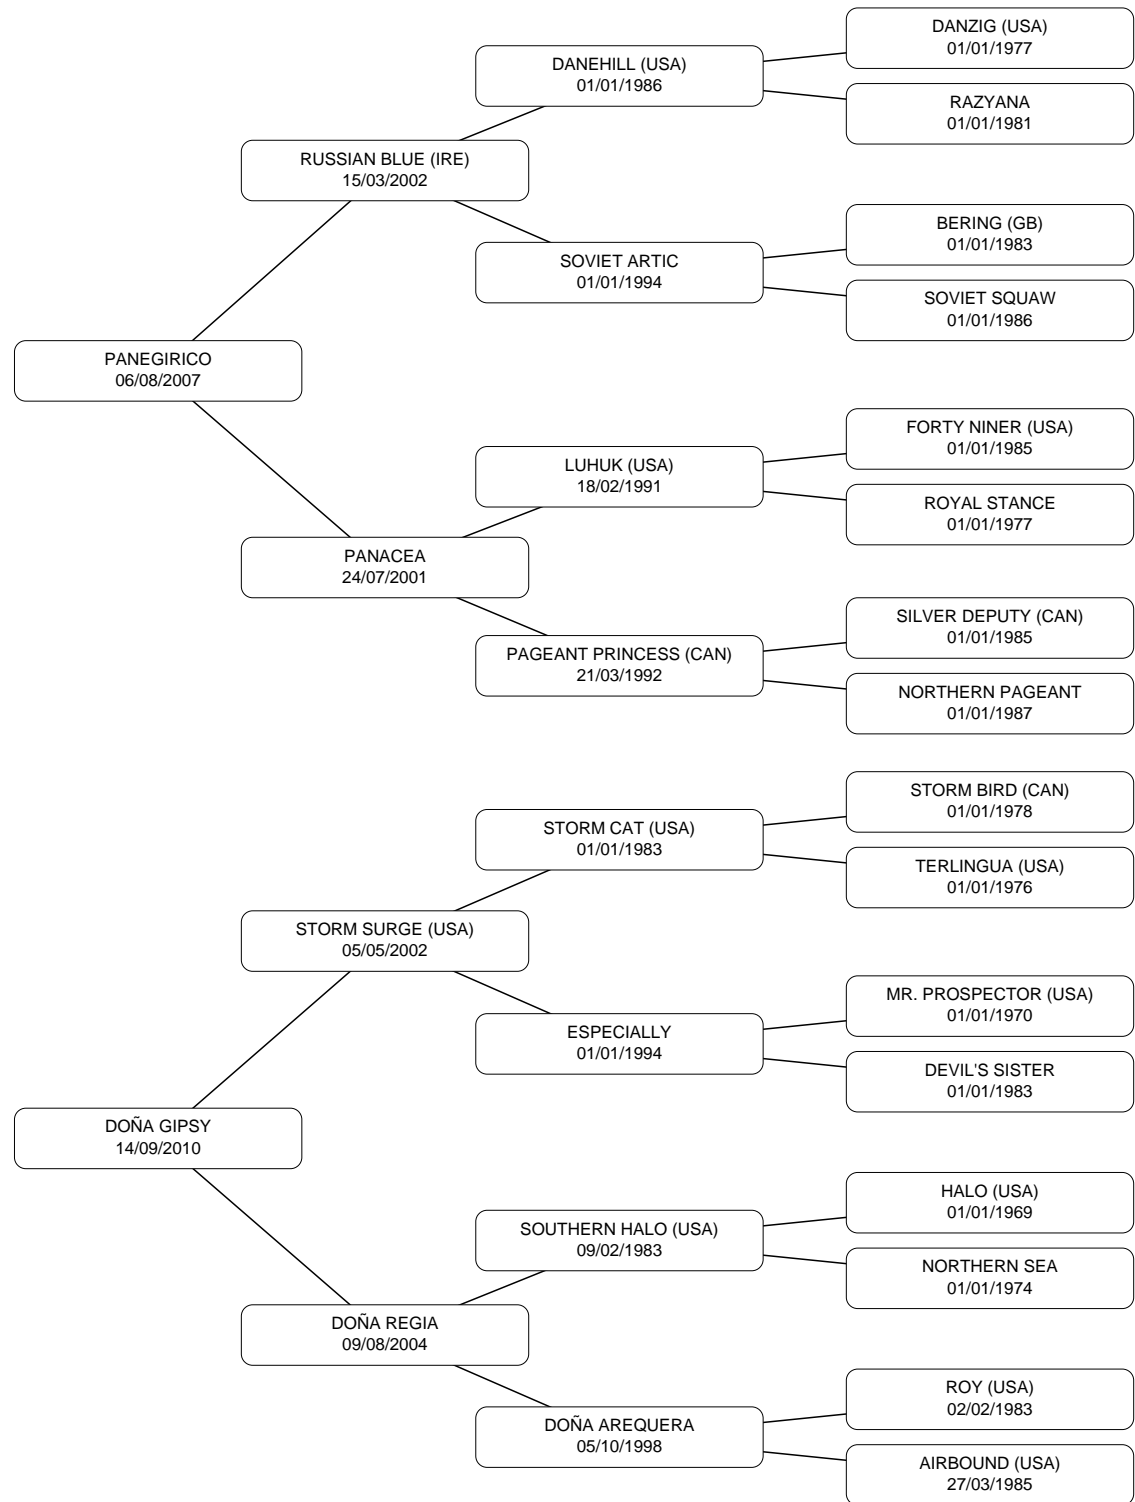 DANZIG (USA)
01/01/1977
DANEHILL (USA)
01/01/1986
RAZYANA
01/01/1981
RUSSIAN BLUE (IRE)
15/03/2002
BERING (GB)
01/01/1983
SOVIET ARTIC
01/01/1994
SOVIET SQUAW
01/01/1986
PANEGIRICO
06/08/2007
FORTY NINER (USA)
01/01/1985
LUHUK (USA)
18/02/1991
ROYAL STANCE
01/01/1977
PANACEA
24/07/2001
SILVER DEPUTY (CAN)
01/01/1985
PAGEANT PRINCESS (CAN)
21/03/1992
NORTHERN PAGEANT
01/01/1987
STORM BIRD (CAN)
01/01/1978
STORM CAT (USA)
01/01/1983
TERLINGUA (USA)
01/01/1976
STORM SURGE (USA)
05/05/2002
MR. PROSPECTOR (USA)
01/01/1970
ESPECIALLY
01/01/1994
DEVIL'S SISTER
01/01/1983
DOÑA GIPSY
14/09/2010
HALO (USA)
01/01/1969
SOUTHERN HALO (USA)
09/02/1983
NORTHERN SEA
01/01/1974
DOÑA REGIA
09/08/2004
ROY (USA)
02/02/1983
DOÑA AREQUERA
05/10/1998
AIRBOUND (USA)
27/03/1985